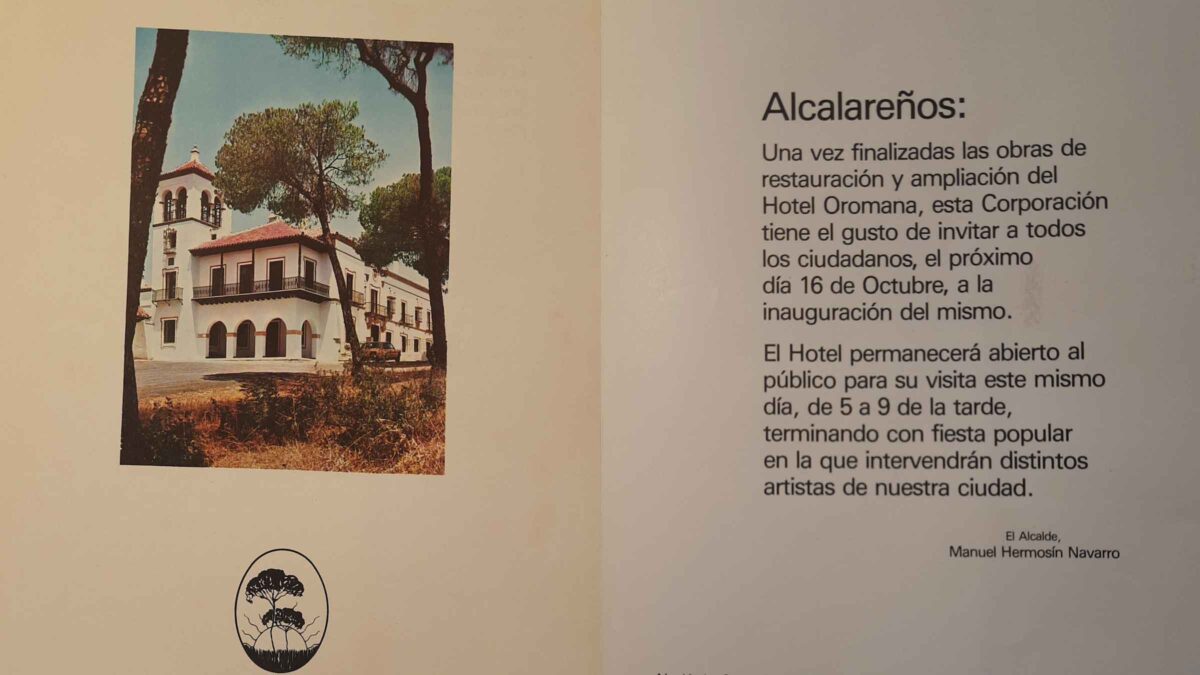 Alcalareños:
Una vez finalizadas las obras de
restauración y ampliación del
Hotel Oromana, esta Corporación
tiene el gusto de invitar a todos
los ciudadanos, el próximo
día 16 de Octubre, a la
inauguración del mismo.
El Hotel permanecerá abierto al
público para su visita este mismo
día, de 5 a 9 de la tarde,
terminando con fiesta popular
en la que intervendrán distintos
artistas de nuestra ciudad.
El Alcalde,
Manuel Hermosín Navarro